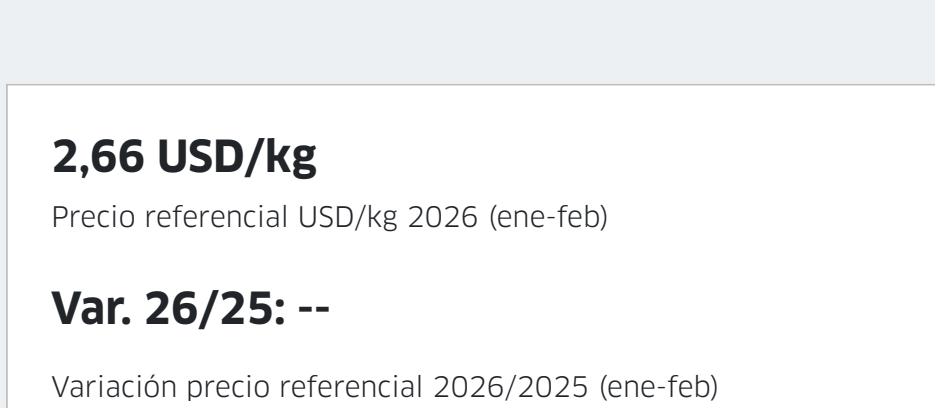 2,66 USD/kg
Precio referencial USD/kg 2026 (ene-feb)
Var. 26/25: --
Variación precio referencial 2026/2025 (ene-feb)